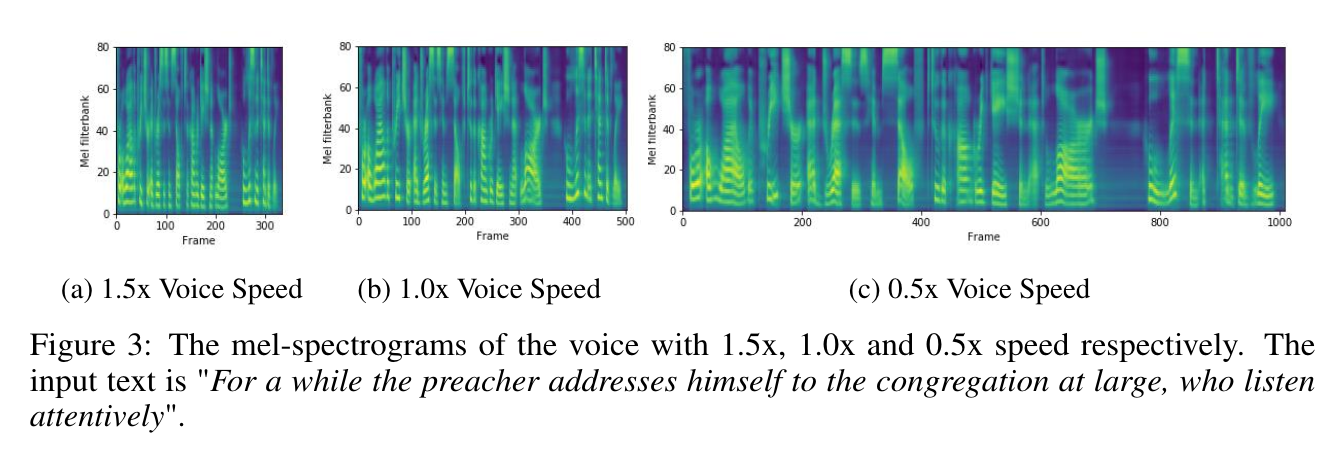 80
60
40
20
0
Mel filterbank
0 100 200 300
Frame
80
60
40
20
0
Mel filterbank
0 100 200 300 400 500
Frame
80
60
40
20
0
Mel filterbank
0 200 400 600 800 1000
Frame
(a) 1.5x Voice Speed
(b) 1.0x Voice Speed
(c) 0.5x Voice Speed
Figure 3: The mel-spectrograms of the voice with 1.5x, 1.0x and 0.5x speed respectively. The
input text is "For a while the preacher addresses himself to the congregation at large, who listen
attentively".